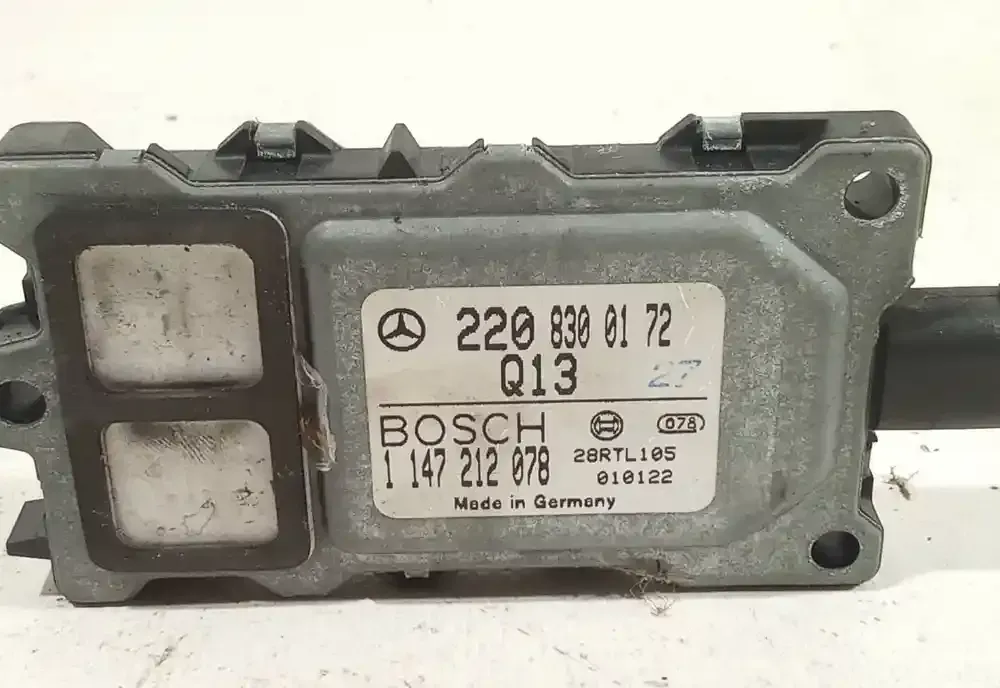 220 830 01 72
Q13 27
BOSCH 078
1 147 212 078 28RTL105
010122
Made in Germany